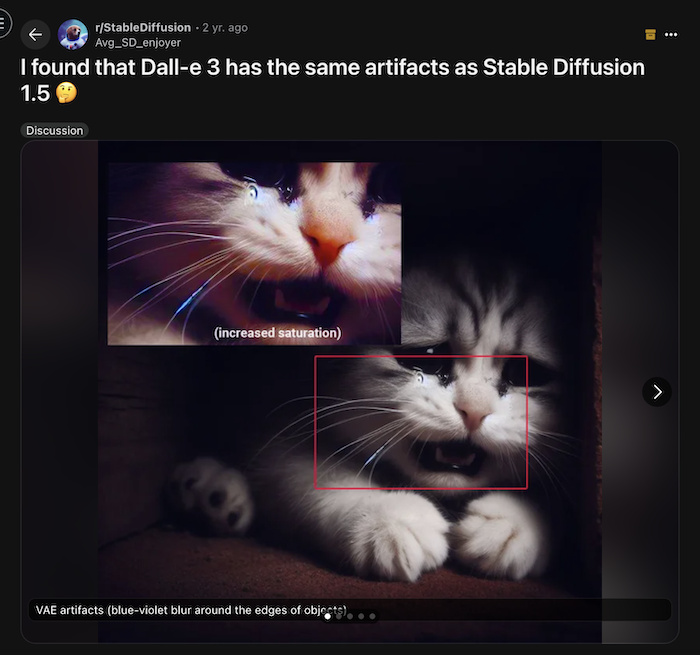 r/StableDiffusion · 2 yr. ago
Avg_SD_enjoyer
I found that Dall-e 3 has the same artifacts as Stable Diffusion
1.5 🤔
Discussion
(increased saturation)
VAE artifacts (blue-violet blur around the edges of objects)